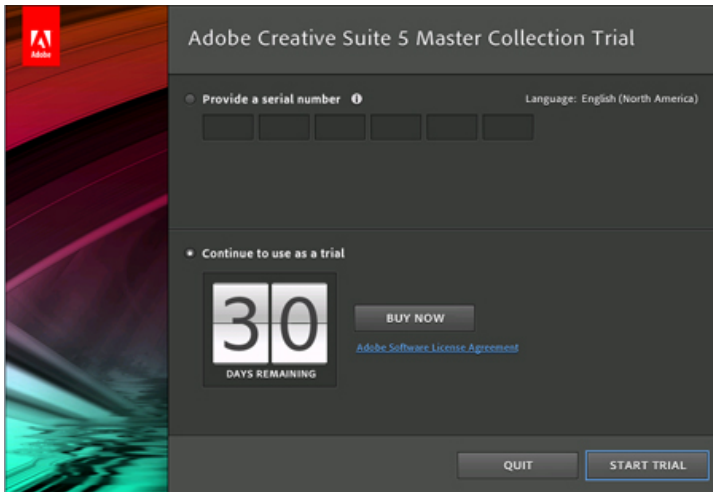 Adobe
Adobe Creative Suite 5 Master Collection Trial
Provide a serial number
Language: English (North America)
Continue to use as a trial
30
DAYS REMAINING
BUY NOW
Adobe Software License Agreement
QUIT
START TRIAL